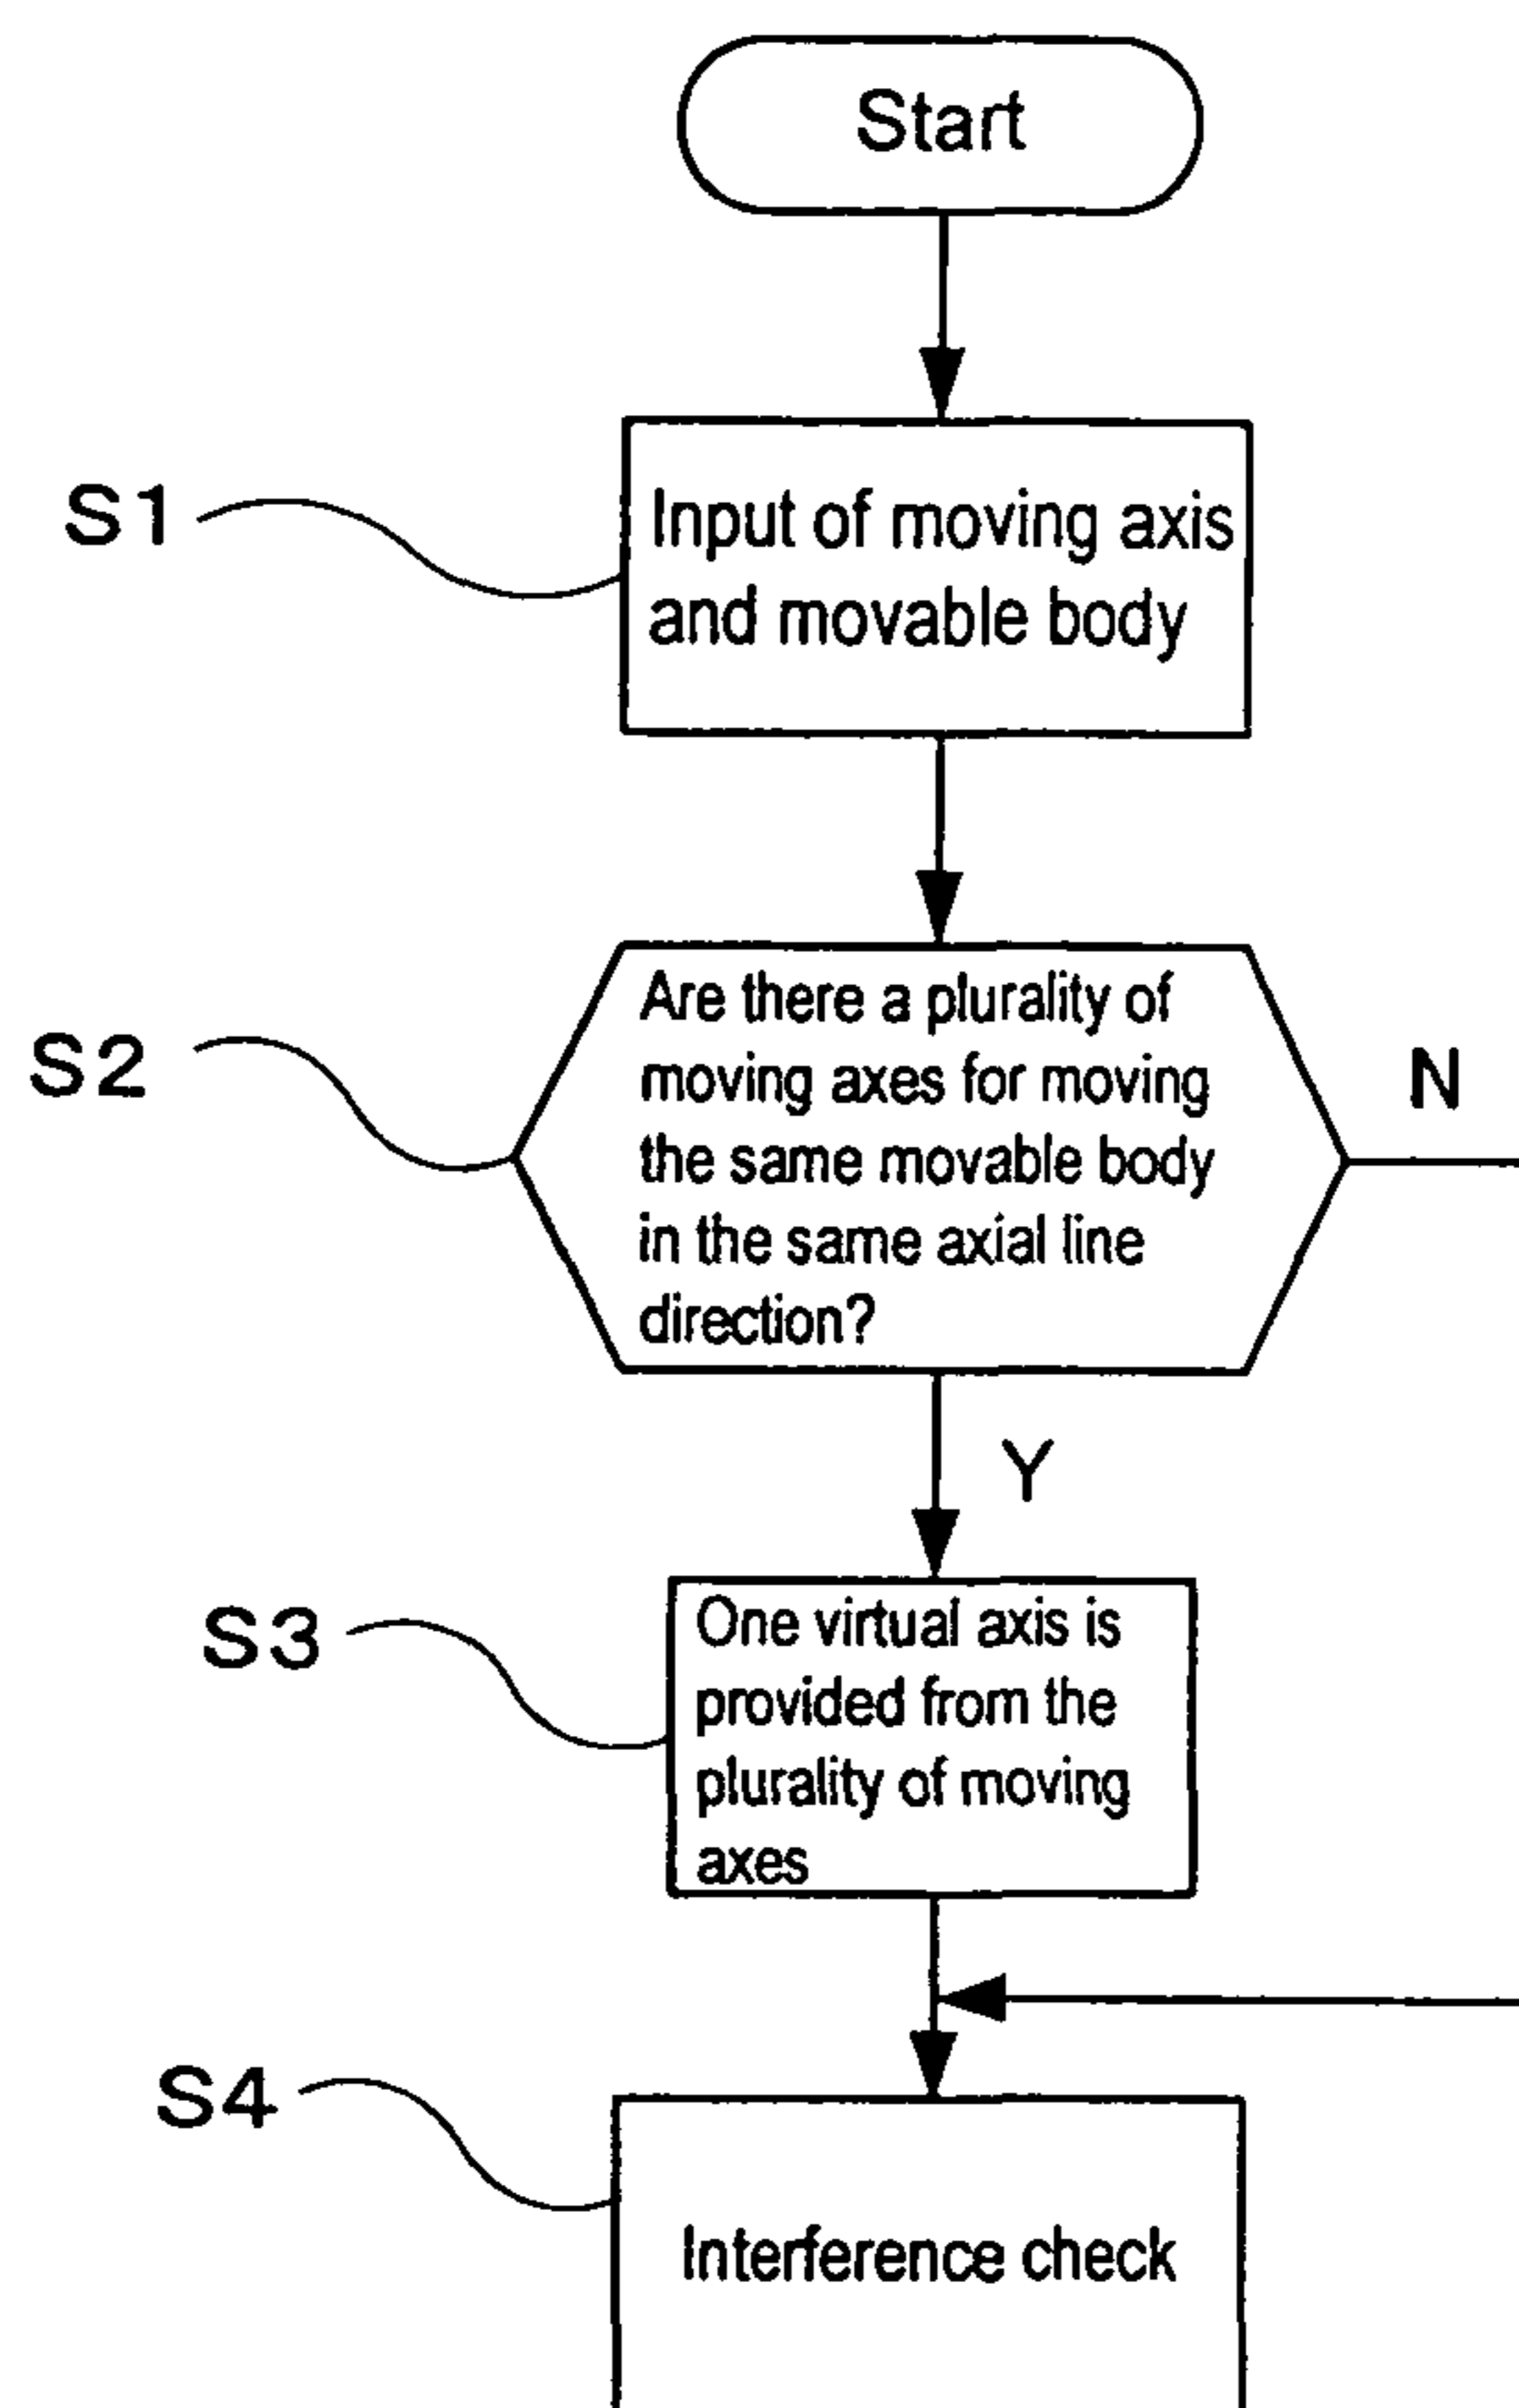 Start
S1
Input of moving axis
and movable body
S2
Are there a plurality of
moving axes for moving
the same movable body
in the same axial line
direction?
N
Y
S3
One virtual axis is
provided from the
plurality of moving
axes
S4
Interference check